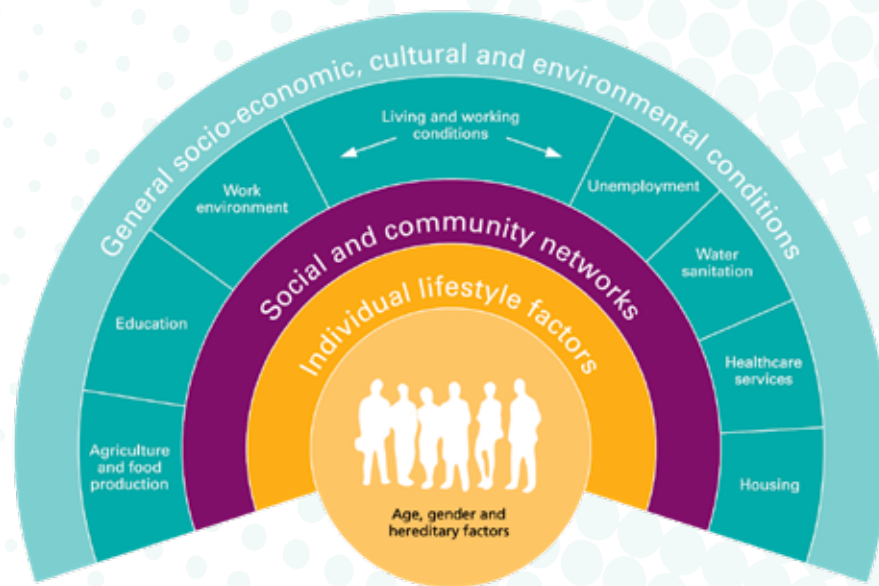 General socio-economic, cultural and environmental conditions
Living and working
conditions
Work
environment
Unemployment
Water
sanitation
Education
Healthcare
services
Agriculture
and food
production
Housing
Social and community networks
Individual lifestyle factors
Age, gender and
hereditary factors